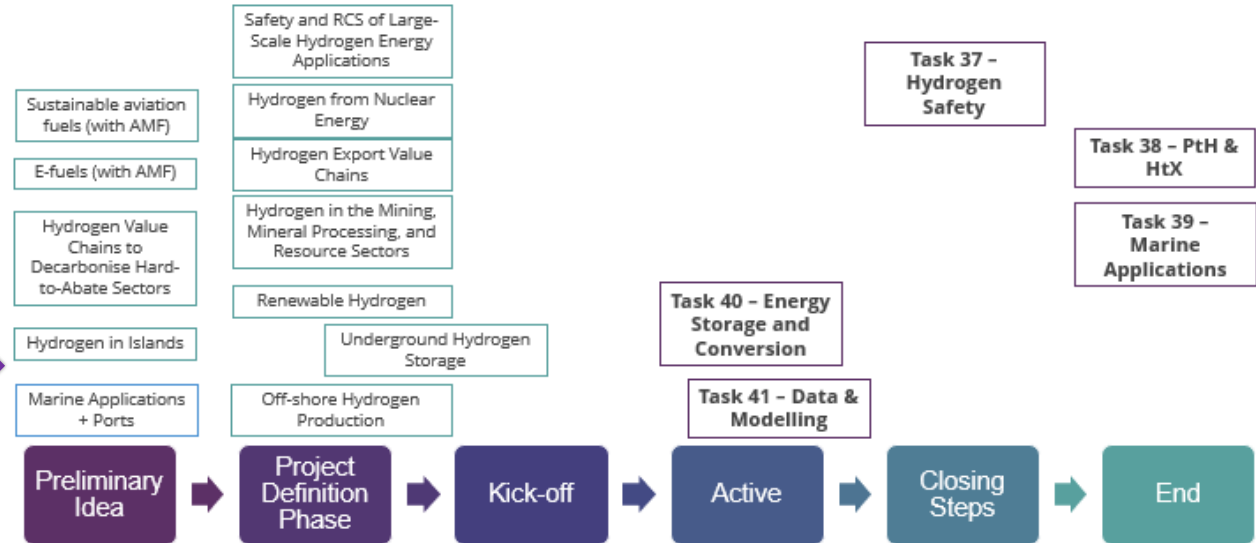 Sustainable aviation
fuels (with AMF)
E-fuels (with AMF)
Hydrogen Value
Chains to
Decarbonise Hard-
to-Abate Sectors
Hydrogen in Islands
Marine Applications
+ Ports
Safety and RCS of Large-
Scale Hydrogen Energy
Applications
Hydrogen from Nuclear
Energy
Hydrogen Export Value
Chains
Hydrogen in the Mining,
Mineral Processing, and
Resource Sectors
Renewable Hydrogen
Underground Hydrogen
Storage
Off-shore Hydrogen
Production
Task 40 – Energy
Storage and
Conversion
Task 41 – Data &
Modelling
Task 37 –
Hydrogen
Safety
Task 38 – PtH &
HtX
Task 39 –
Marine
Applications
Preliminary
Idea
Project
Definition
Phase
Kick-off
Active
Closing
Steps
End